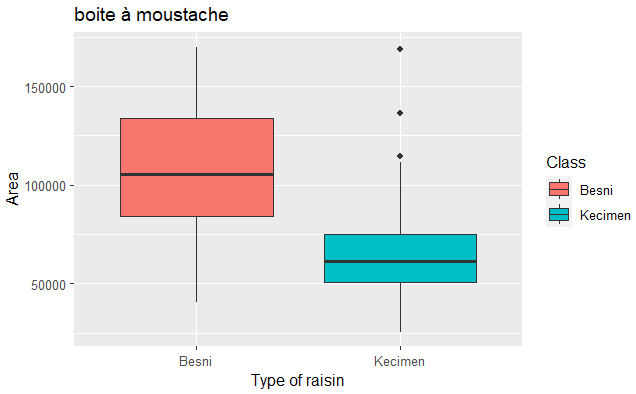 boite à moustache
Area
150000
100000
50000
Besni
Kecimen
Type of raisin
Class
Besni
Kecimen